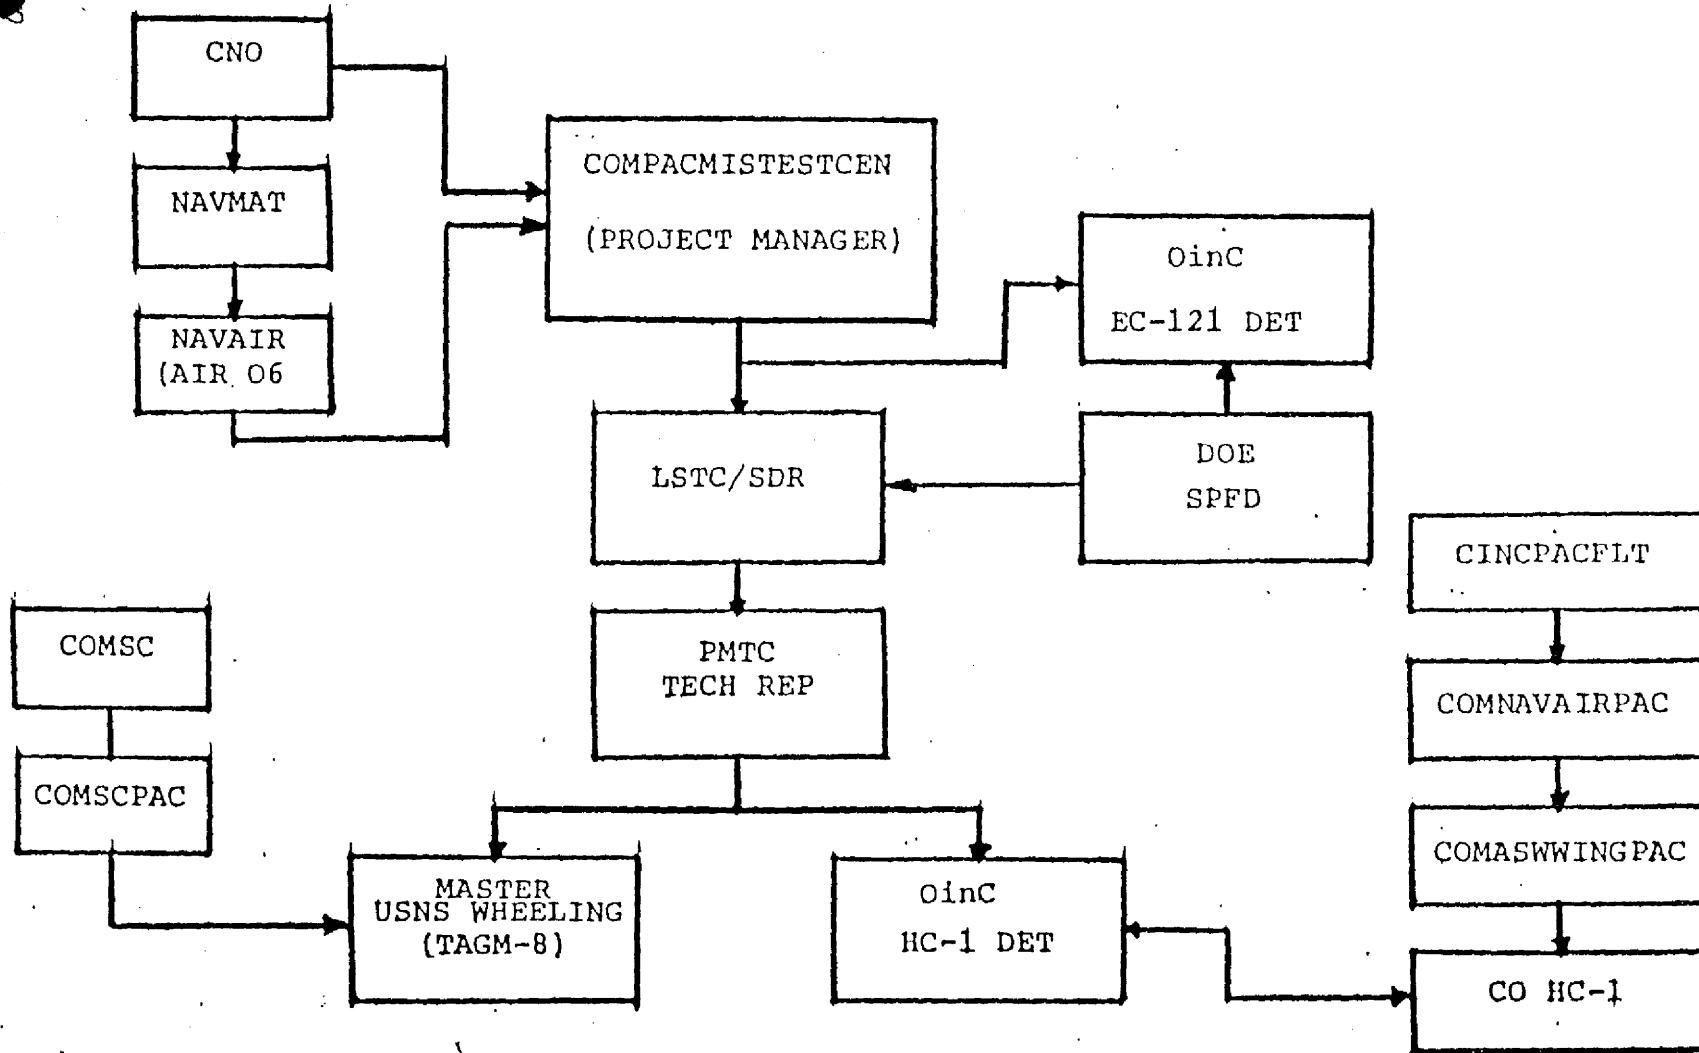 CNO
NAVMAT
NAVAIR
(AIR 06
COMPACMISTESTCEN
(PROJECT MANAGER)
OinC
EC-121 DET
LSTC/SDR
DOE
SPFD
CINCPACFLT
COMSC
PMTC
TECH REP
COMNAVAIRPAC
COMSCPAC
COMASWWINGPAC
MASTER
USNS WHEELING
(TAGM-8)
OinC
HC-1 DET
CO HC-1